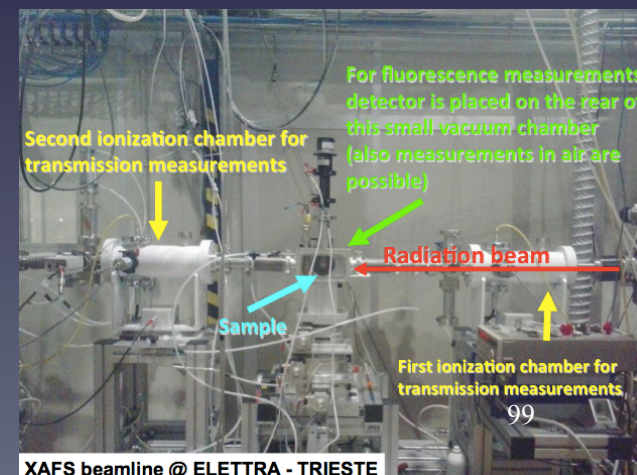 For fluorescence measurements
detector is placed on the rear of
this small vacuum chamber
(also measurements in air are
possible)
Second ionization chamber for
transmission measurements
Radiation beam
Sample
First ionization chamber for
transmission measurements
99
XAFS beamline @ ELETTRA - TRIESTE